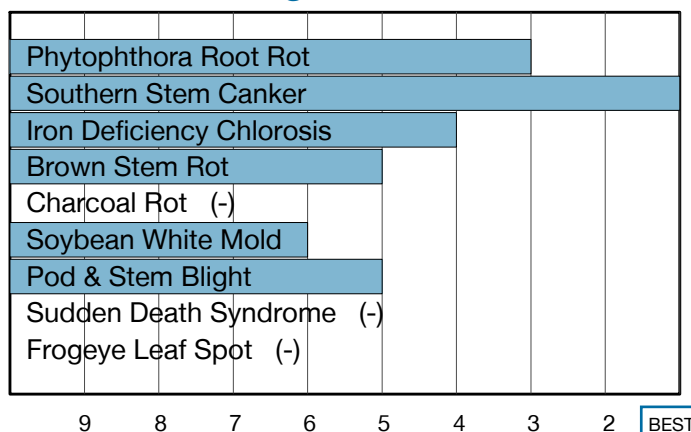 Phytophthora Root Rot
Southern Stem Canker
Iron Deficiency Chlorosis
Brown Stem Rot
Charcoal Rot (-)
Soybean White Mold
Pod & Stem Blight
Sudden Death Syndrome (-)
Frogeye Leaf Spot (-)
9 8 7 6 5 4 3 2 BEST